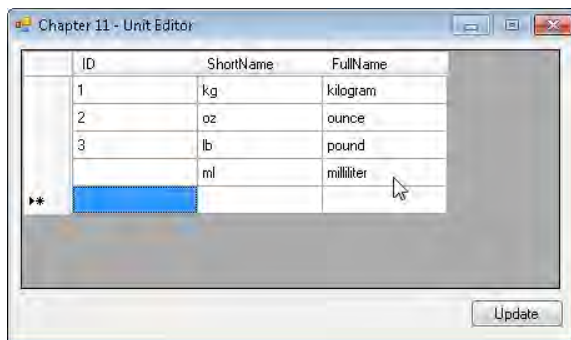 Chapter 11 - Unit Editor
ID ShortName FullName
1 kg kilogram
2 oz ounce
3 lb pound
ml milliliter
Update